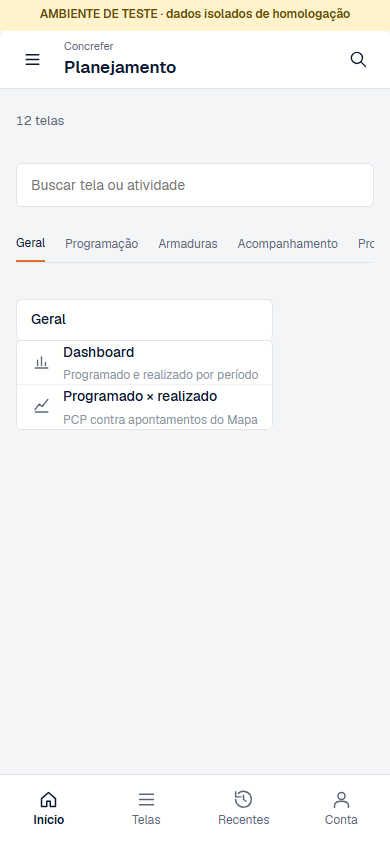 AMBIENTE DE TESTE · dados isolados de homologação
Concrefer
Planejamento
12 telas
Buscar tela ou atividade
Geral Programação Armaduras Acompanhamento Pro
Geral
Dashboard
Programado e realizado por período
Programado × realizado
PCP contra apontamentos do Mapa
Início Telas Recentes Conta